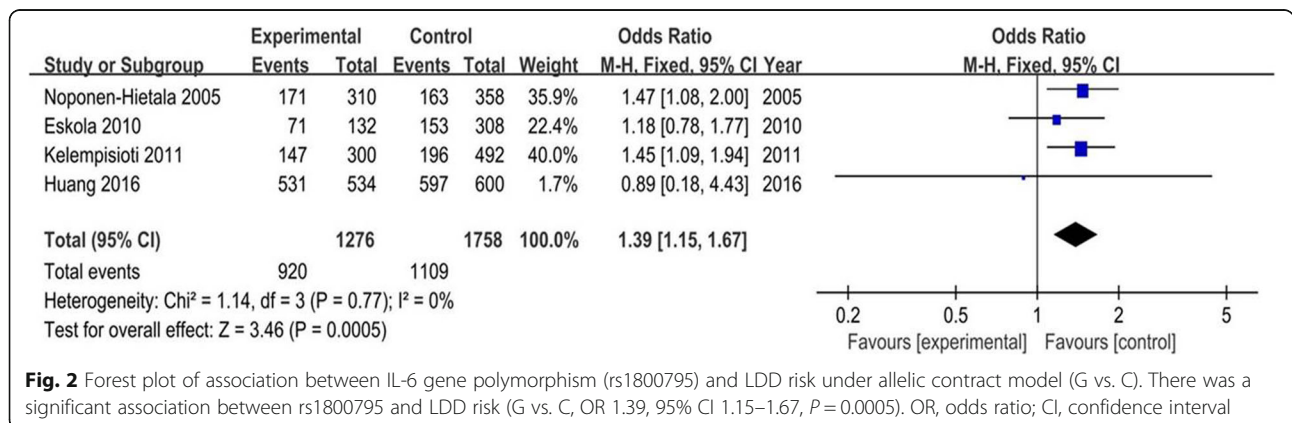 Experimental Control Odds Ratio Odds Ratio
Study or Subgroup Events Total Events Total Weight M-H, Fixed, 95% CI Year M-H, Fixed, 95% CI
Noponen-Hietala 2005 171 310 163 358 35.9% 1.47 [1.08, 2.00] 2005
Eskola 2010 71 132 153 308 22.4% 1.18 [0.78, 1.77] 2010
Kelempisioti 2011 147 300 196 492 40.0% 1.45 [1.09, 1.94] 2011
Huang 2016 531 534 597 600 1.7% 0.89 [0.18, 4.43] 2016
Total (95% CI) 1276 1758 100.0% 1.39 [1.15, 1.67]
Total events 920 1109
Heterogeneity: Chi² = 1.14, df = 3 (P = 0.77); I² = 0%
Test for overall effect: Z = 3.46 (P = 0.0005)
0.2 0.5 1 2 5
Favours [experimental] Favours [control]
Fig. 2 Forest plot of association between IL-6 gene polymorphism (rs1800795) and LDD risk under allelic contract model (G vs. C). There was a
significant association between rs1800795 and LDD risk (G vs. C, OR 1.39, 95% CI 1.15–1.67, P = 0.0005). OR, odds ratio; CI, confidence interval